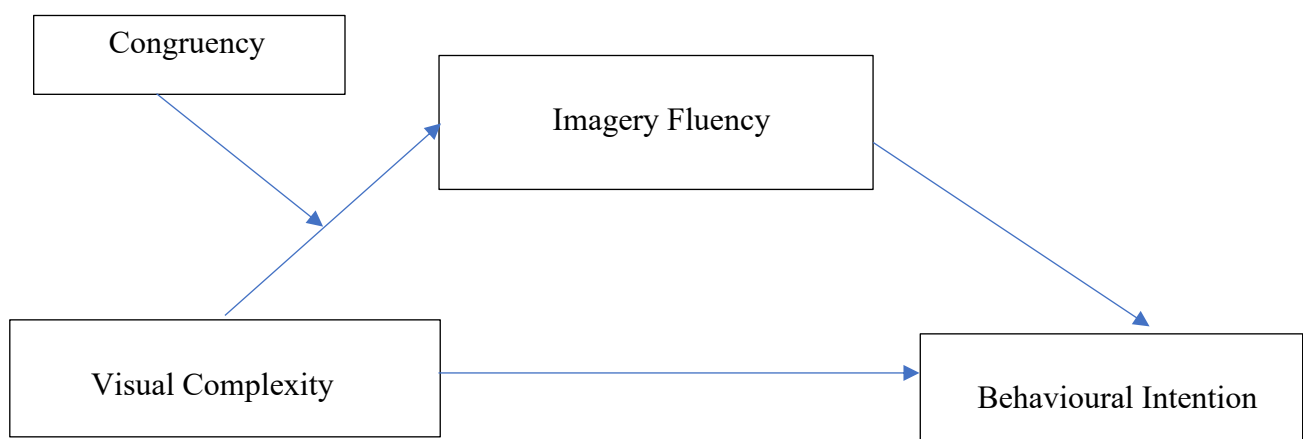 Congruency
Imagery Fluency
Visual Complexity
Behavioural Intention